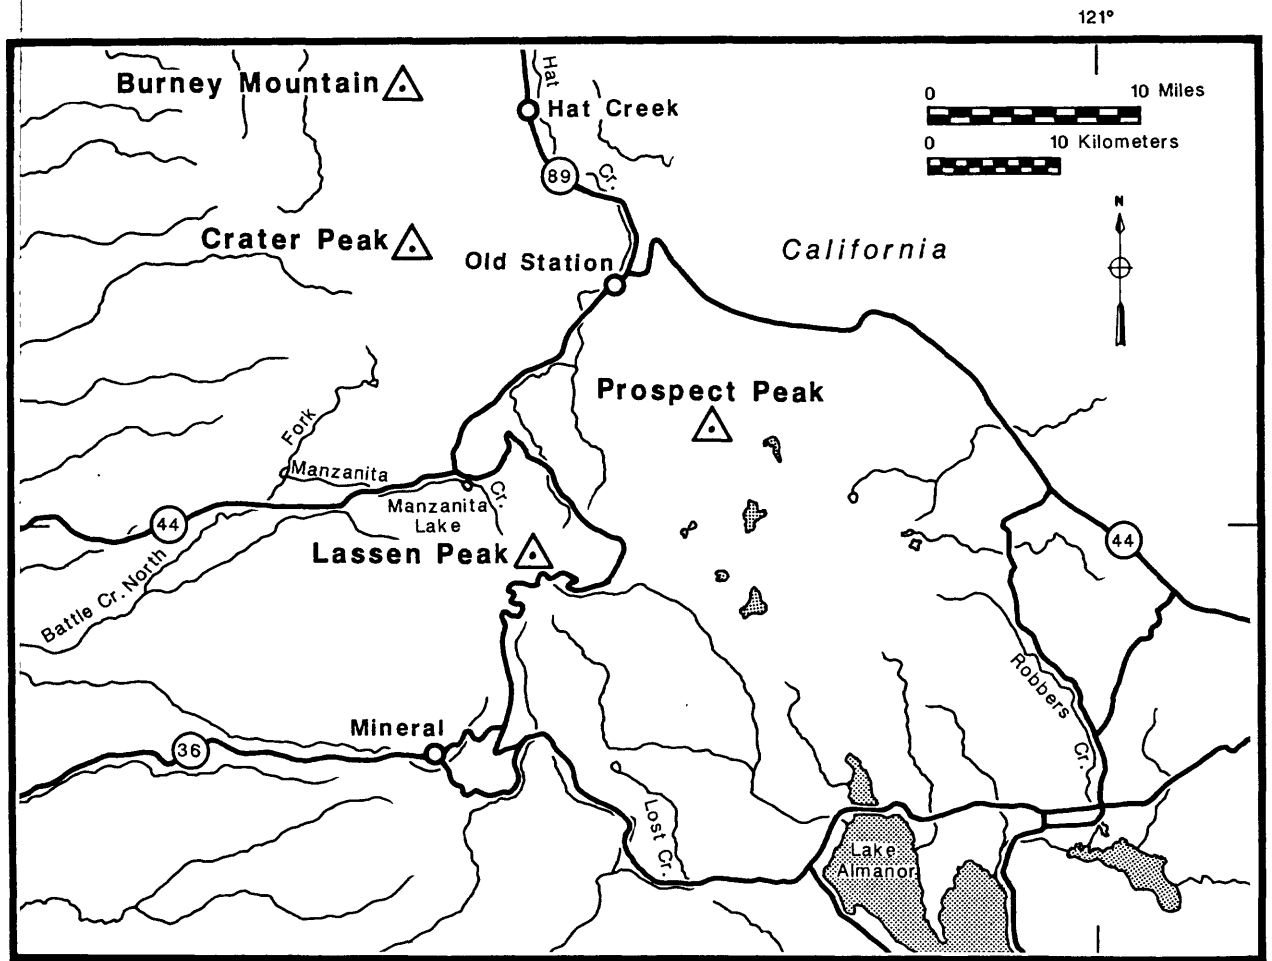 121°
Burney Mountain
Hat
Hat Creek
0 10 Miles
0 10 Kilometers
89
Cr.
N
Crater Peak
Old Station
California
Prospect Peak
Fork
Manzanita
Cr.
Manzanita
Lake
44
44
Lassen Peak
Battle Cr. North
Robbers
Cr.
Mineral
36
Lost Cr.
Lake
Almanor